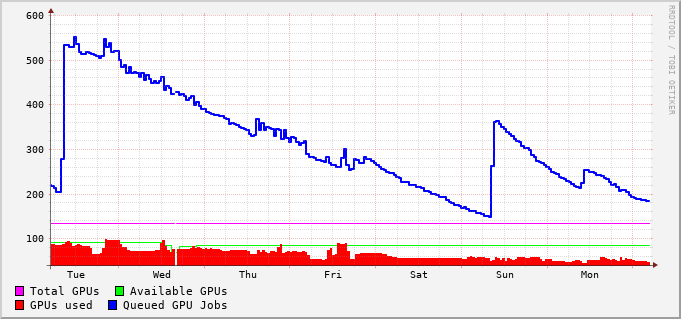 600
500
400
300
200
100
Tue Wed Thu Fri Sat Sun Mon
Total GPUs Available GPUs
GPUs used Queued GPU Jobs
RRDTOOL / TOBI OETIKER